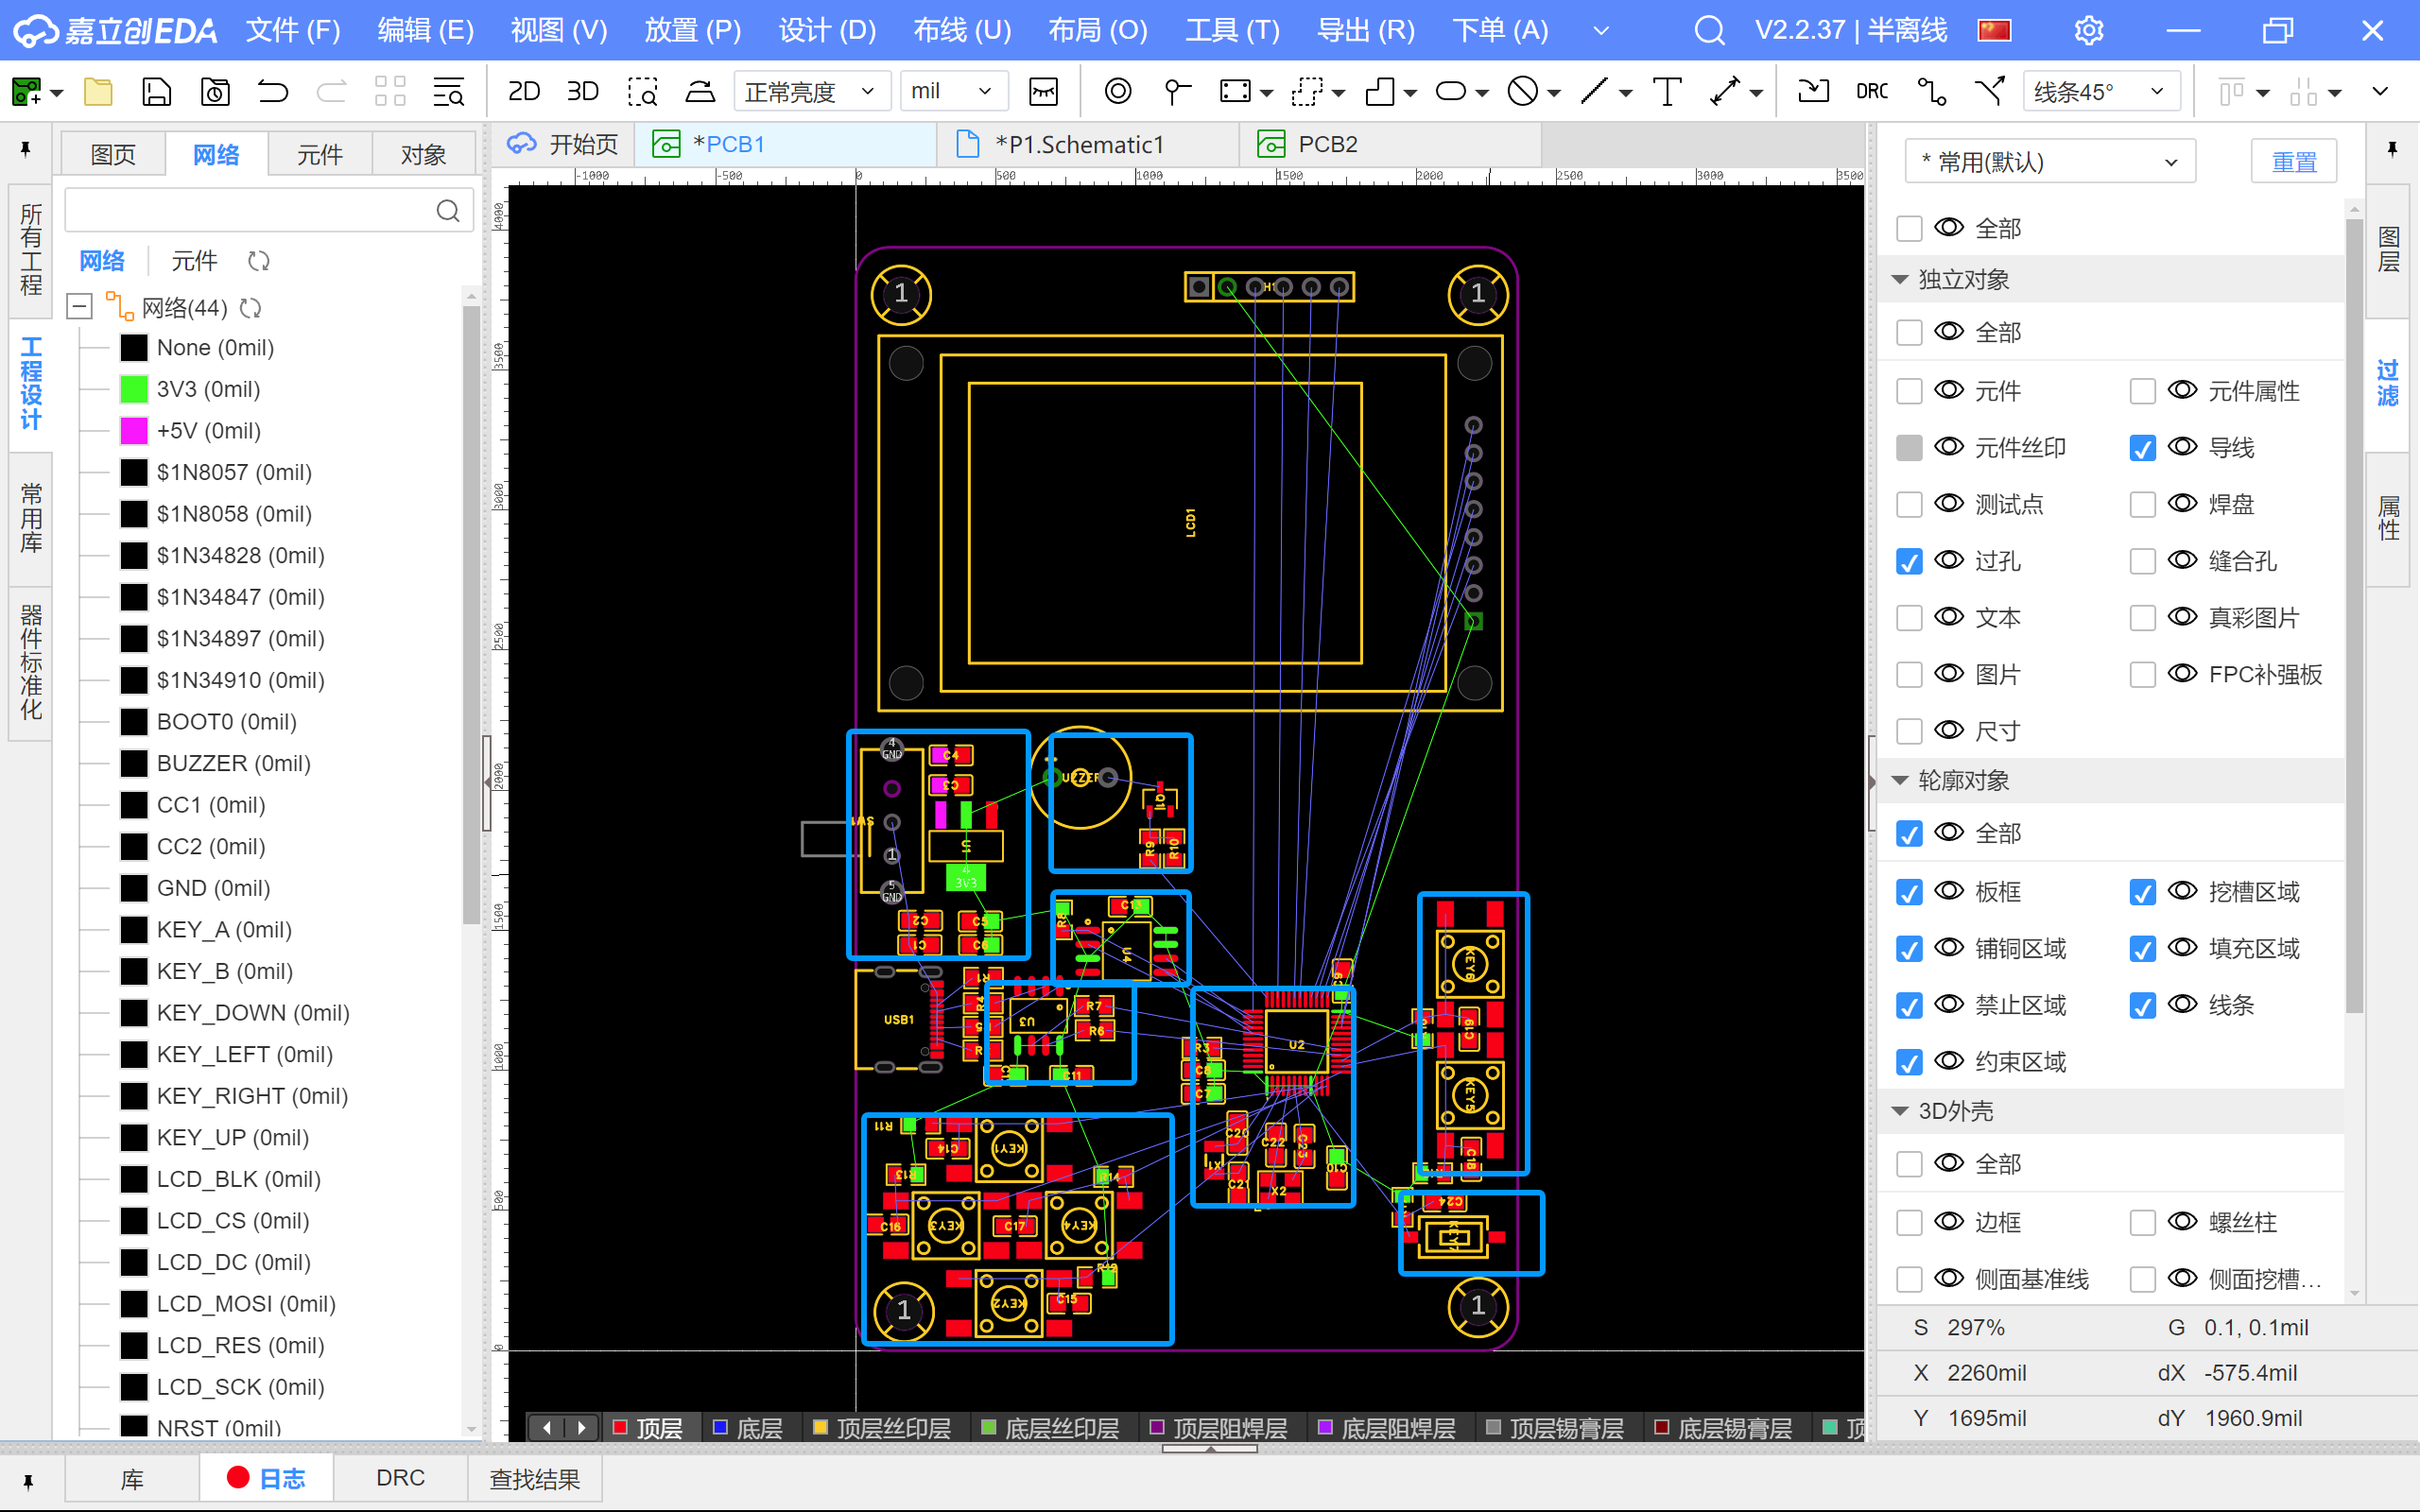 嘉立创EDA 文件 (F) 编辑 (E) 视图 (V) 放置 (P) 设计 (D) 布线 (U) 布局 (O) 工具 (T) 导出 (R) 下单 (A) V2.2.37 | 半离线
2D 3D 正常亮度 mil DRC 线条45°
图页 网络 元件 对象
开始页 *PCB1 *P1.Schematic1 PCB2
所有工程
工程设计
常用库
器件标准化
网络 元件
网络(44)
None (0mil)
3V3 (0mil)
+5V (0mil)
$1N8057 (0mil)
$1N8058 (0mil)
$1N34828 (0mil)
$1N34847 (0mil)
$1N34897 (0mil)
$1N34910 (0mil)
BOOT0 (0mil)
BUZZER (0mil)
CC1 (0mil)
CC2 (0mil)
GND (0mil)
KEY_A (0mil)
KEY_B (0mil)
KEY_DOWN (0mil)
KEY_LEFT (0mil)
KEY_RIGHT (0mil)
KEY_UP (0mil)
LCD_BLK (0mil)
LCD_CS (0mil)
LCD_DC (0mil)
LCD_MOSI (0mil)
LCD_RES (0mil)
LCD_SCK (0mil)
NRST (0mil)
-1000 -500 0 500 1000 1500 2000 2500 3000 3500
4000
3500
3000
2500
2000
1500
1000
500
0
1
H1
1
LCD1
4
GND
C4
C3
SW1
U1
1
4
3V3
5
GND
C2
C5
C1
C6
UZZER
Q1
R9
R10
R8
C13
U4
USB1
R1
U3
R7
R6
C11
C9
U2
R3
C8
C7
C20
C22
C23
X1
C21
X2
C10
KEY6
C19
KEY5
C18
C24
KEY7
R11
C14
KEY1
R13
R14
C16
KEY3
C17
KEY4
R12
KEY2
C15
1
1
顶层 底层 顶层丝印层 底层丝印层 顶层阻焊层 底层阻焊层 顶层锡膏层 底层锡膏层 顶
* 常用(默认) 重置
全部
独立对象
全部
元件 元件属性
元件丝印 导线
测试点 焊盘
过孔 缝合孔
文本 真彩图片
图片 FPC补强板
尺寸
轮廓对象
全部
板框 挖槽区域
铺铜区域 填充区域
禁止区域 线条
约束区域
3D外壳
全部
边框 螺丝柱
侧面基准线 侧面挖槽…
S 297% G 0.1, 0.1mil
X 2260mil dX -575.4mil
Y 1695mil dY 1960.9mil
图层
过滤
属性
库 日志 DRC 查找结果